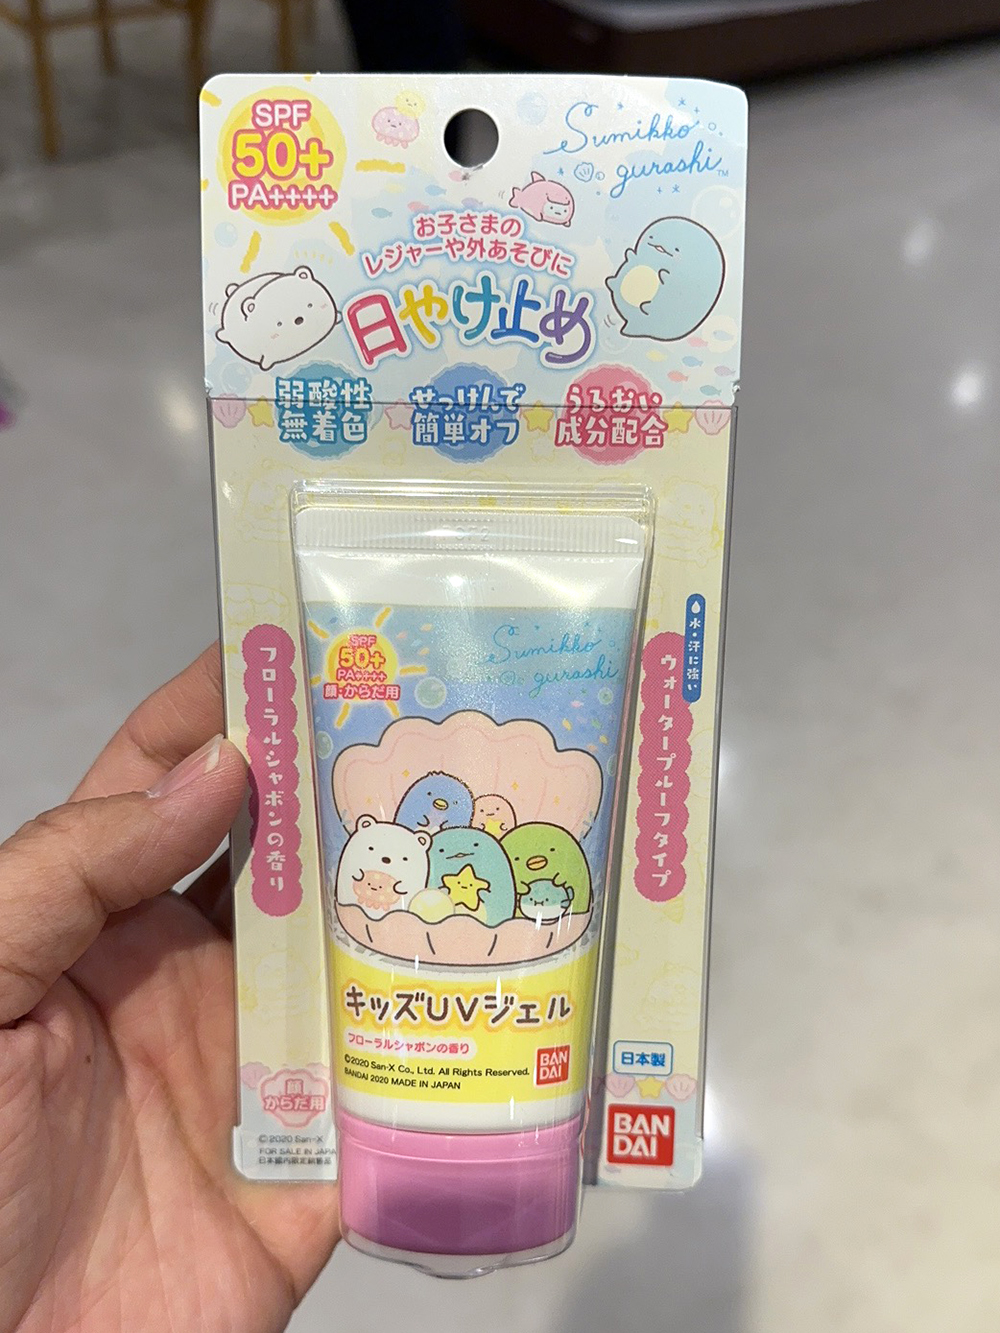 SPF
50+
PA++++
Sumikko
gurashi™
お子さまの
レジャーや外あそびに
日やけ止め
弱酸性
無着色
せっけんで
簡単オフ
うるおい
成分配合
水・汗に強い
ウォータープルーフタイプ
フローラルシャボンの香り
SPF
50+
PA++++
顔・からだ用
Sumikko
gurashi
キッズUVジェル
フローラルシャボンの香り
©2020 San-X Co., Ltd. All Rights Reserved.
BANDAI 2020 MADE IN JAPAN
BAN
DAI
日本製
顔
からだ用
BAN
DAI
© 2020 San-X
FOR SALE IN JAPA